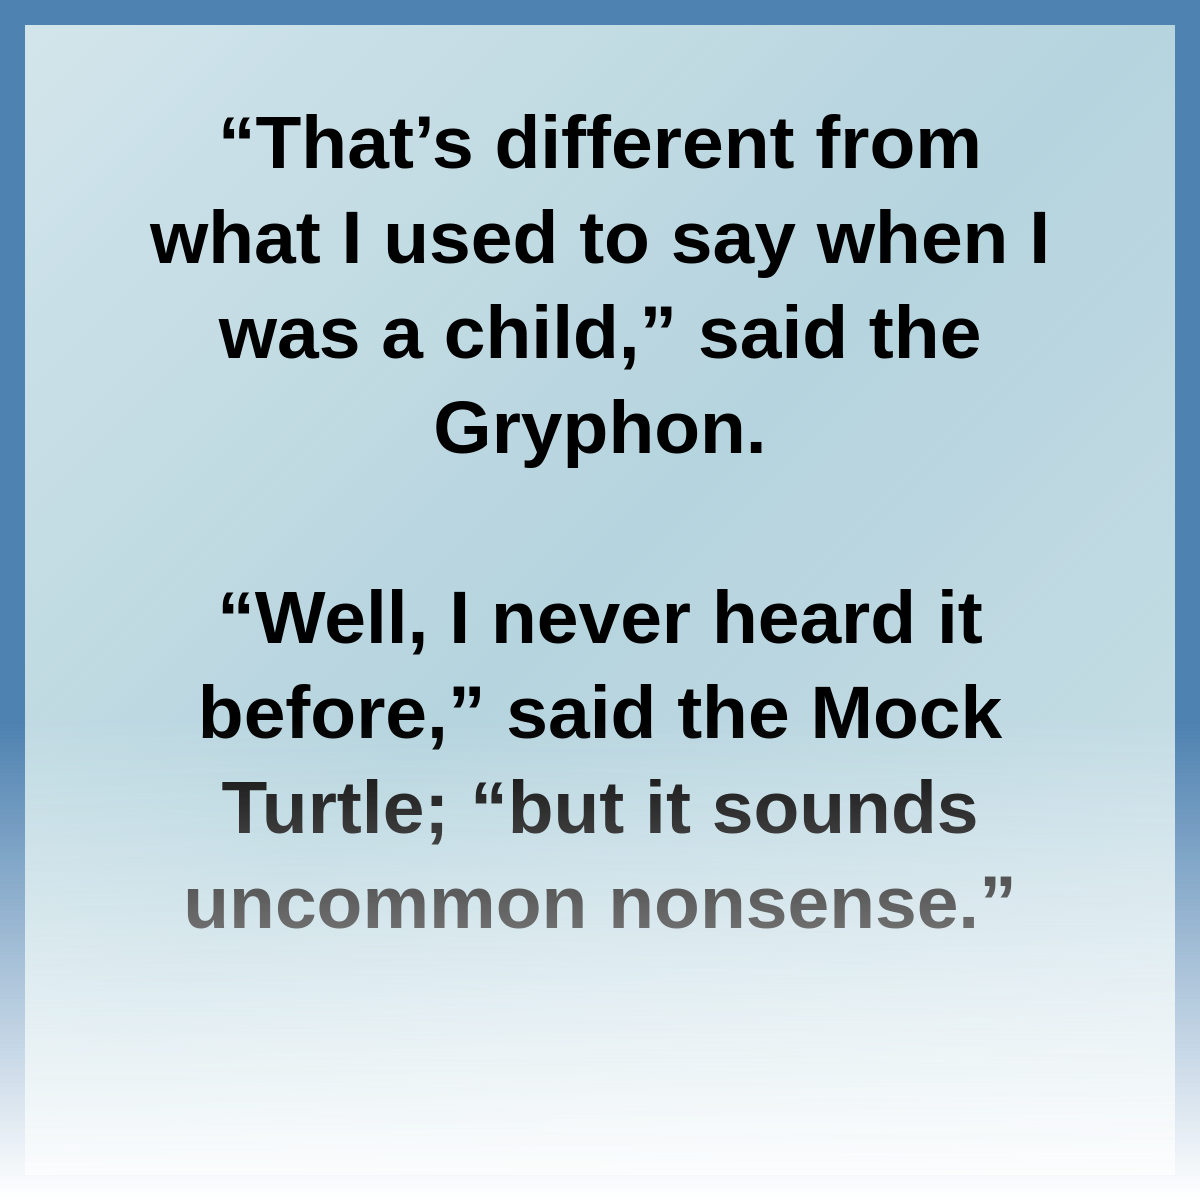 “That’s different from
what I used to say when I
was a child,” said the
Gryphon.
“Well, I never heard it
before,” said the Mock
Turtle; “but it sounds
uncommon nonsense.”